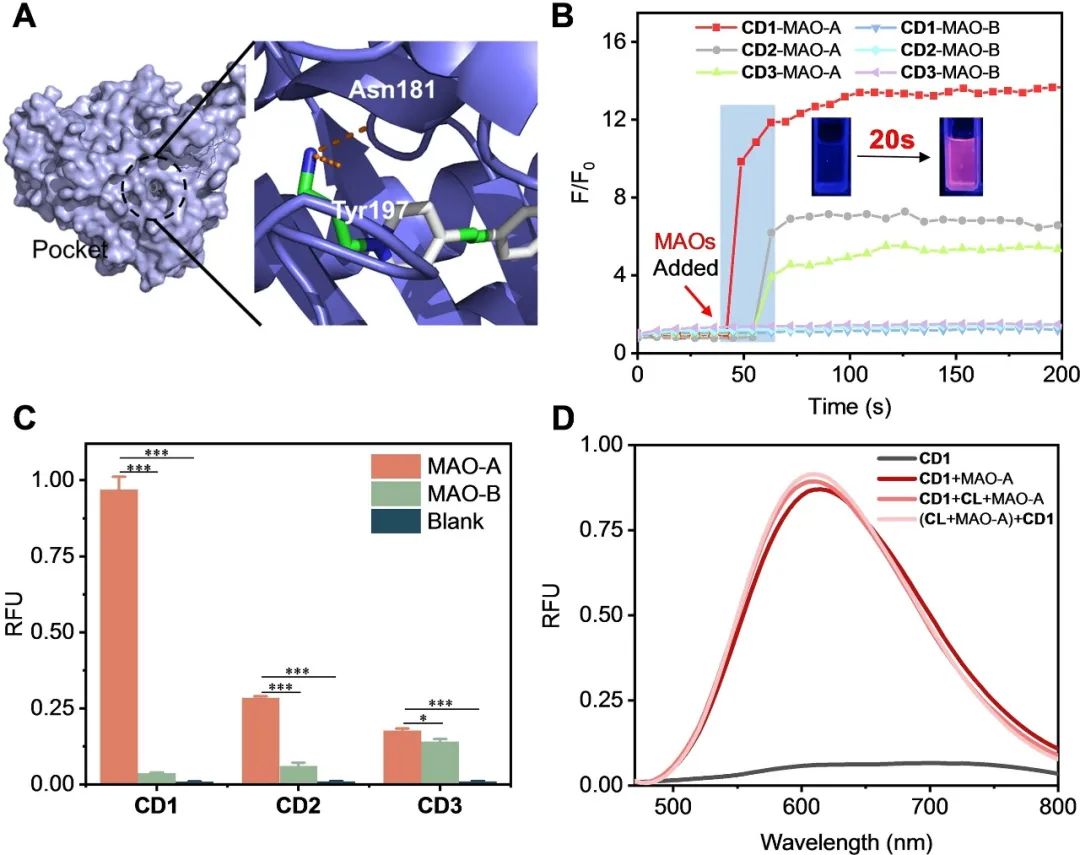 A
Asn181
Tyr197
Pocket
B
CD1-MAO-A
CD2-MAO-A
CD3-MAO-A
CD1-MAO-B
CD2-MAO-B
CD3-MAO-B
16
12
8
4
0
F/F0
20s
MAOs
Added
0
50
100
150
200
Time (s)
C
***
***
***
***
***
*
MAO-A
MAO-B
Blank
1.00
0.75
0.50
0.25
0.00
RFU
CD1
CD2
CD3
D
CD1
CD1+MAO-A
CD1+CL+MAO-A
(CL+MAO-A)+CD1
1.00
0.75
0.50
0.25
0.00
RFU
500
600
700
800
Wavelength (nm)